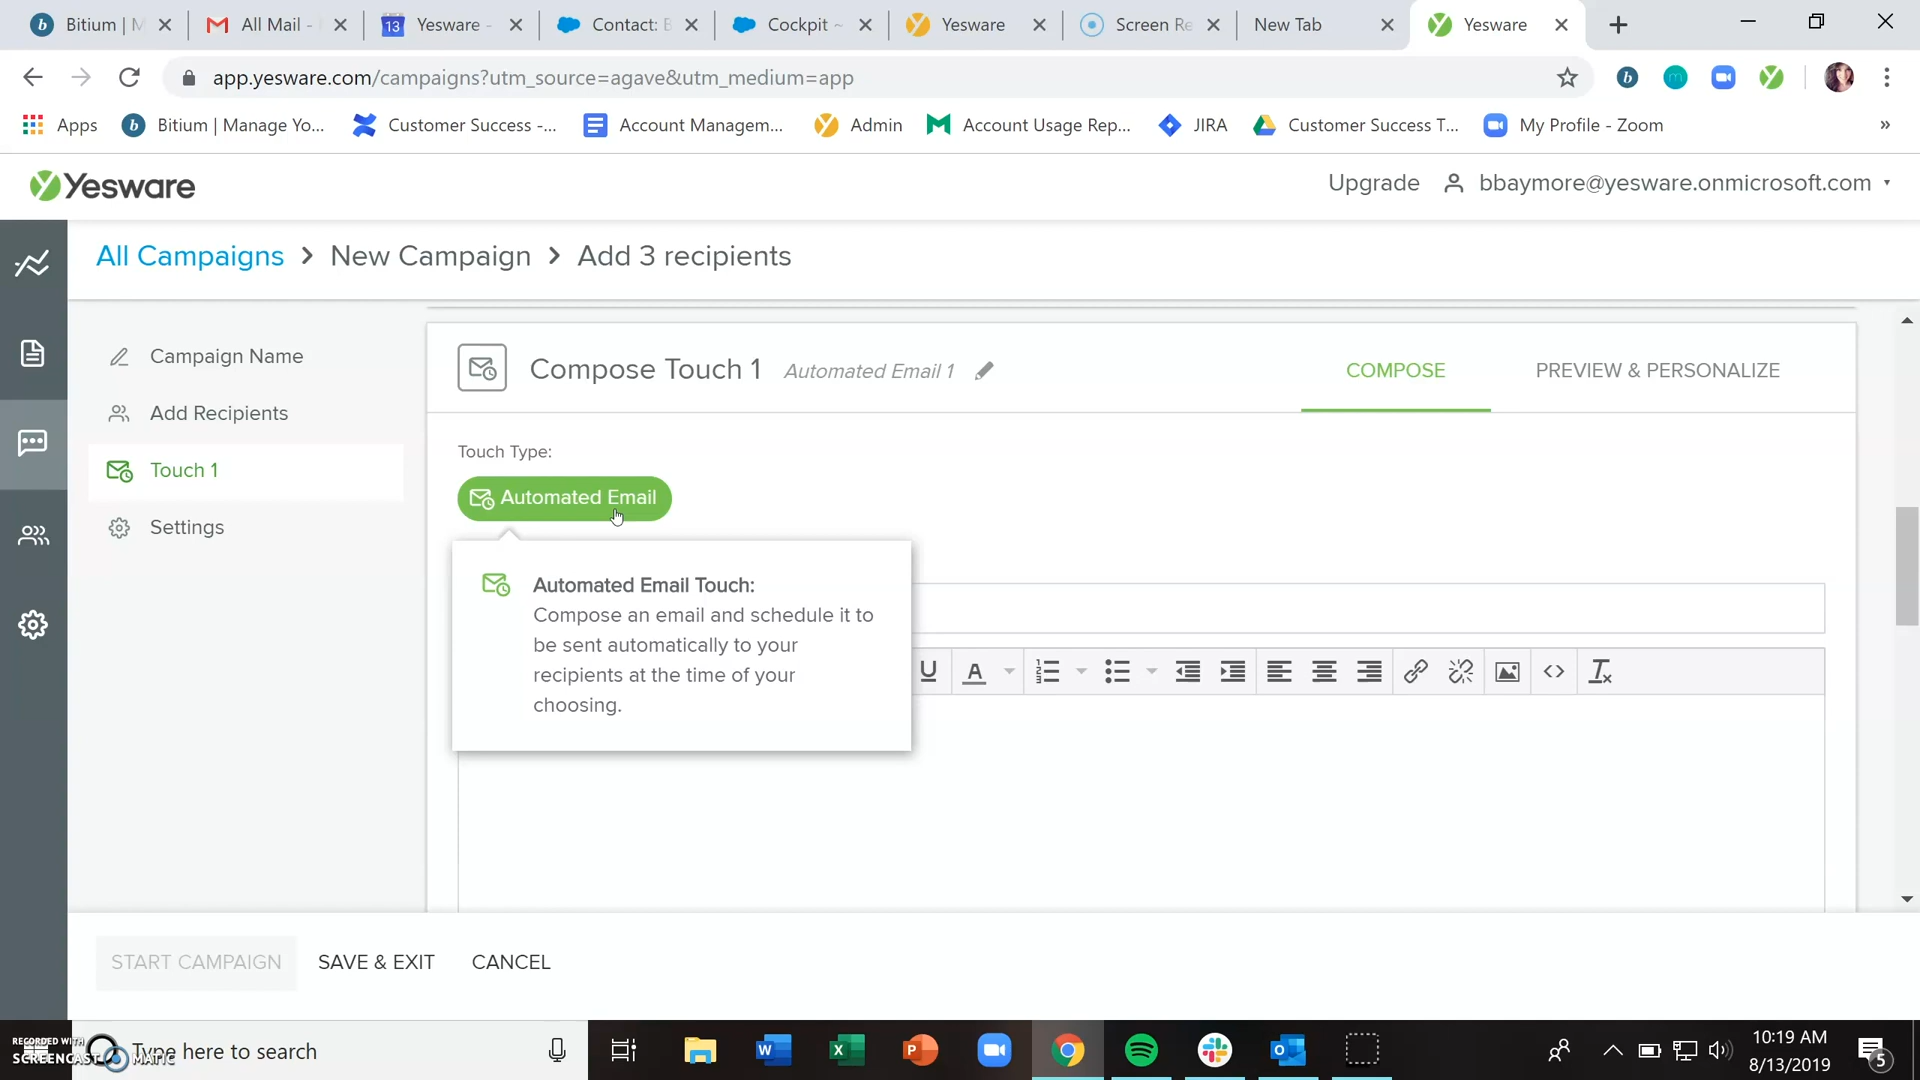 Bitium | M
All Mail -
13 Yesware -
Contact: B
Cockpit ~
Yesware
Screen Re
New Tab
Yesware
app.yesware.com/campaigns?utm_source=agave&utm_medium=app
Apps
Bitium | Manage Yo...
Customer Success -...
Account Managem...
Admin
Account Usage Rep...
JIRA
Customer Success T...
My Profile - Zoom
»
Yesware
Upgrade
bbaymore@yesware.onmicrosoft.com
All Campaigns > New Campaign > Add 3 recipients
Campaign Name
Add Recipients
Touch 1
Settings
Compose Touch 1 Automated Email 1
COMPOSE
PREVIEW & PERSONALIZE
Touch Type:
Automated Email
Automated Email Touch:
Compose an email and schedule it to
be sent automatically to your
recipients at the time of your
choosing.
START CAMPAIGN
SAVE & EXIT
CANCEL
RECORDED WITH
SCREENCAST MATIC
Type here to search
10:19 AM
8/13/2019
5